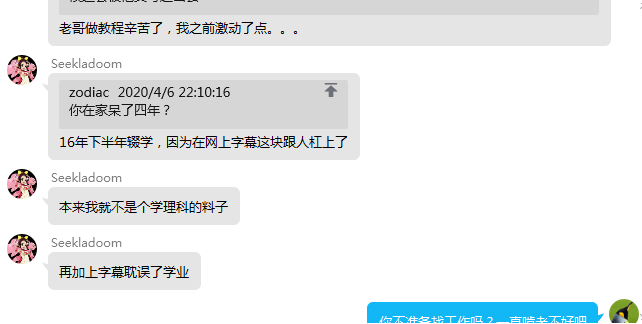 老哥做教程辛苦了，我之前激动了点。。。
Seekladoom
zodiac 2020/4/6 22:10:16
你在家呆了四年？
16年下半年辍学，因为在网上字幕这块跟人杠上了
Seekladoom
本来我就不是个学理科的料子
Seekladoom
再加上字幕耽误了学业
你不准备找工作吗？一直啃老不好吧